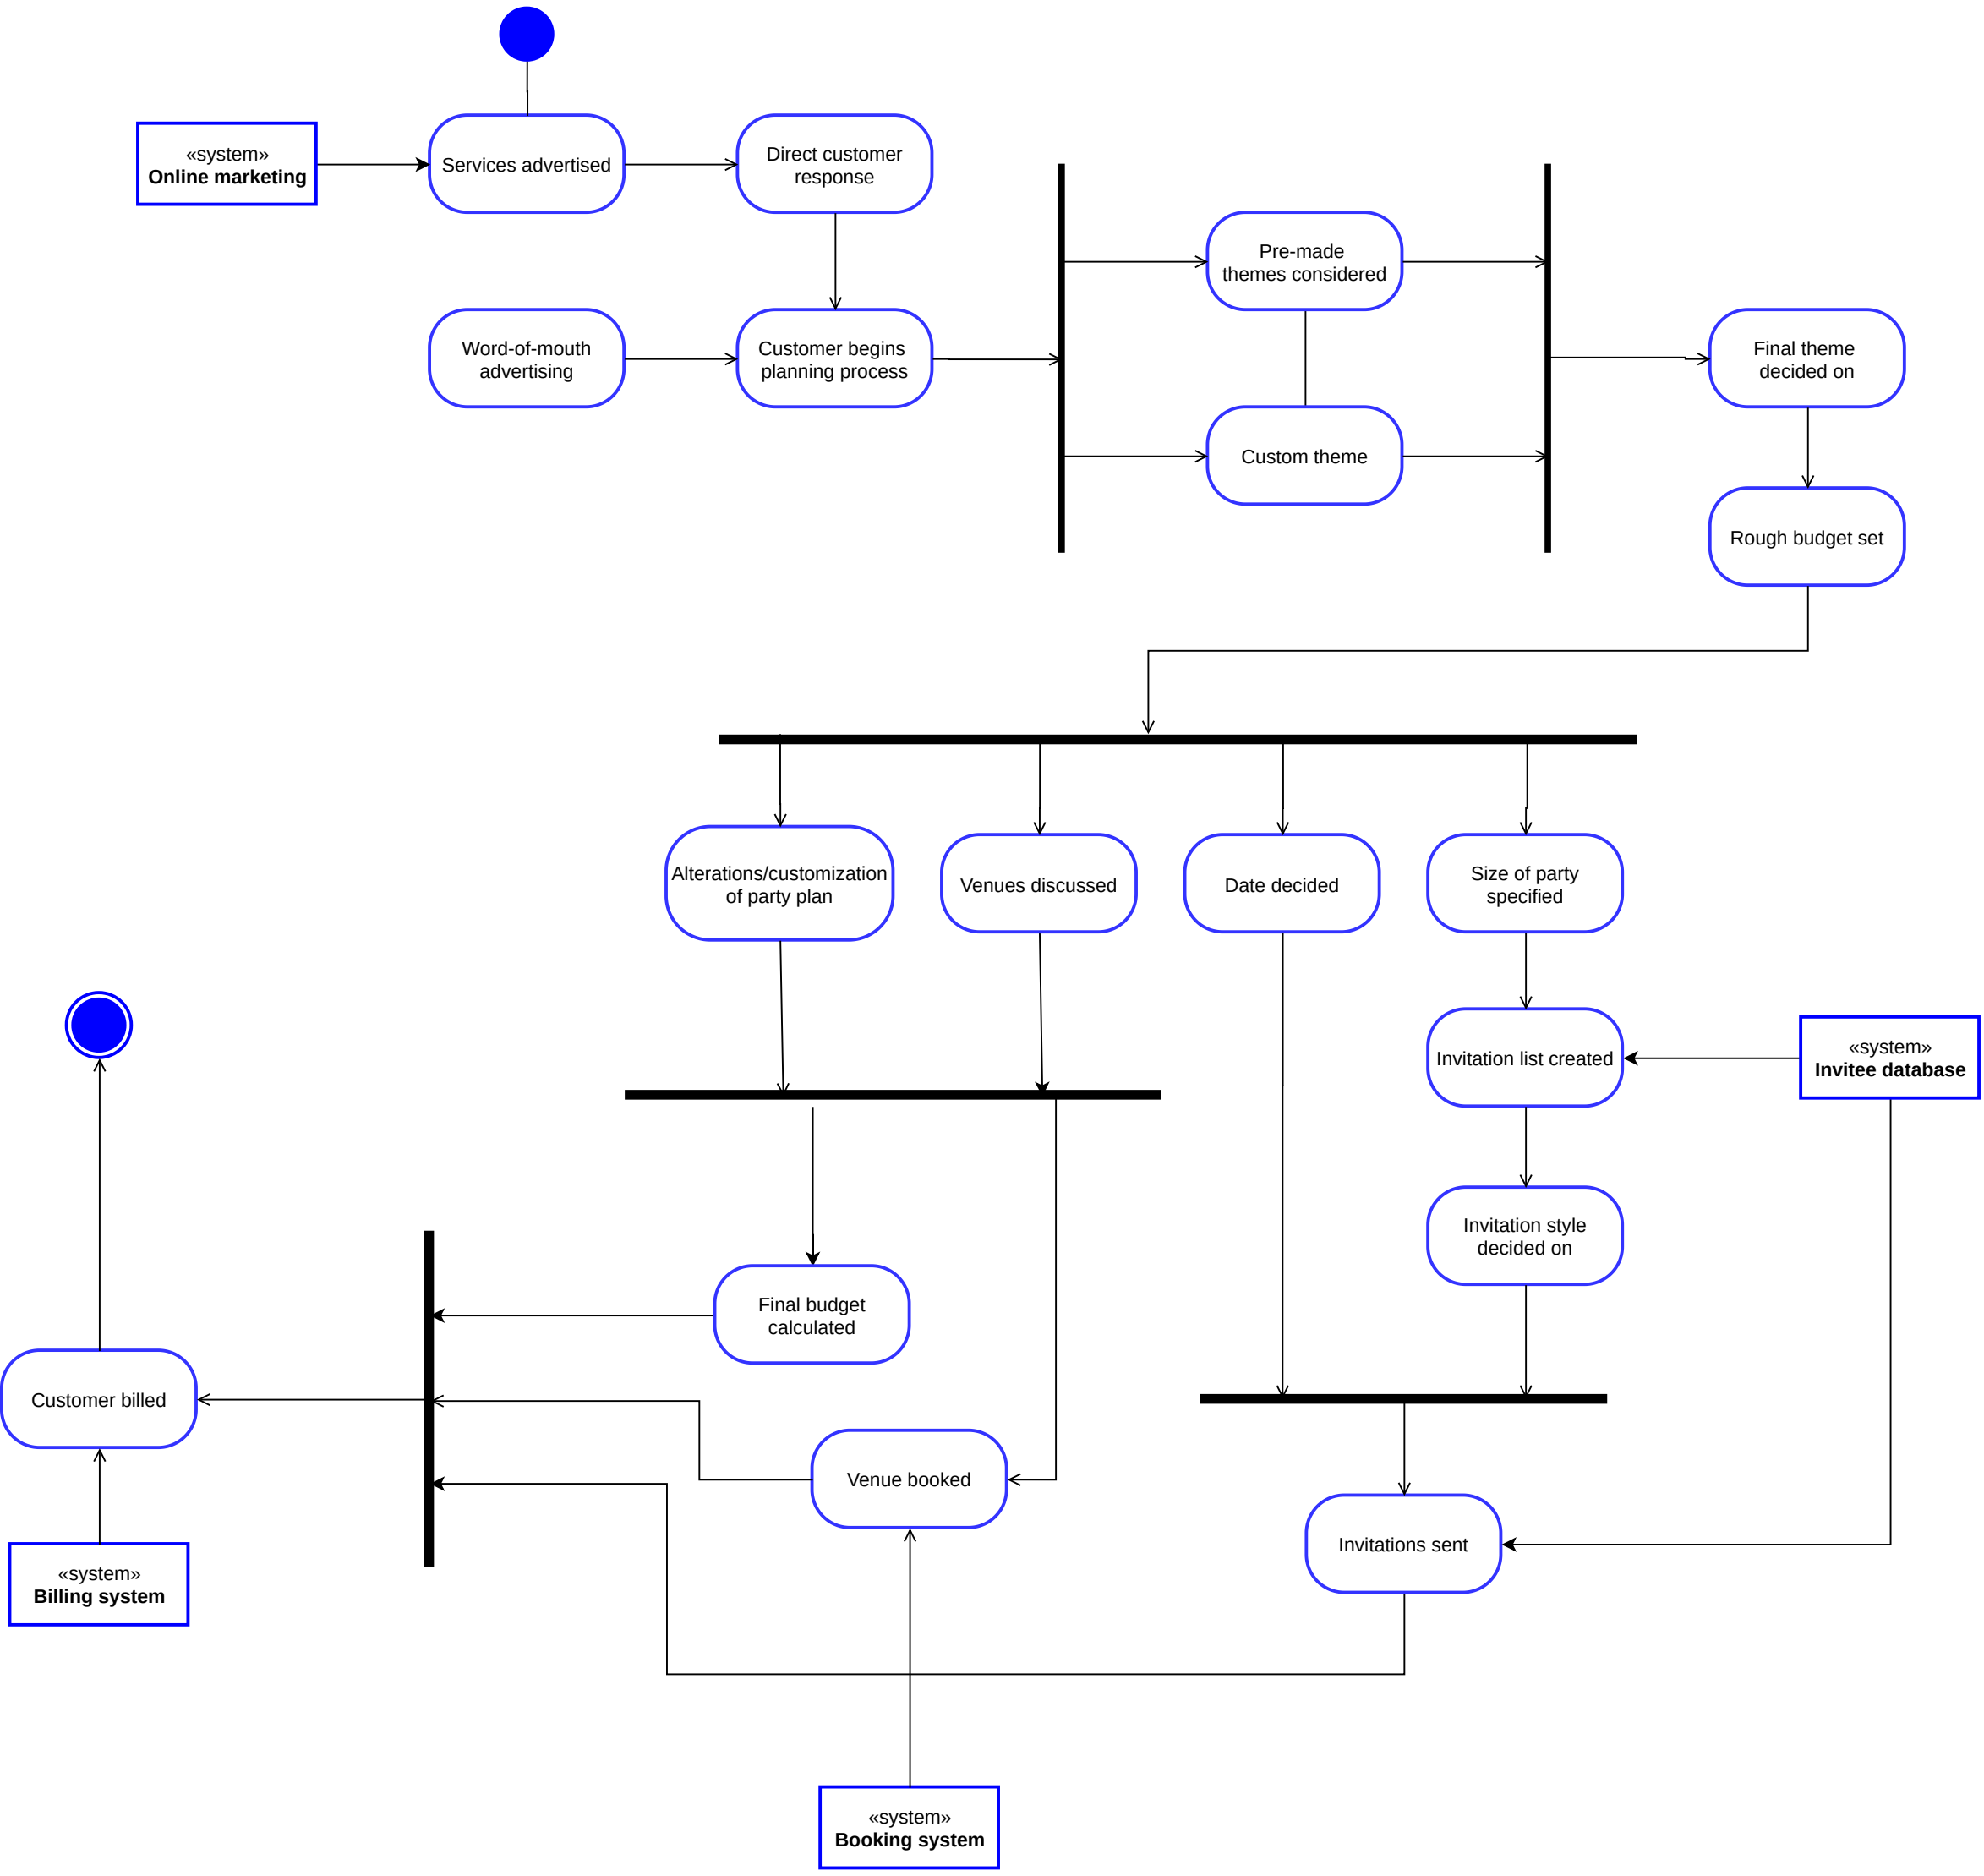 «system»
Online marketing
Services advertised
Direct customer
response
Pre-made
themes considered
Word-of-mouth
advertising
Customer begins
planning process
Final theme
decided on
Custom theme
Rough budget set
Alterations/customization
of party plan
Venues discussed
Date decided
Size of party
specified
Invitation list created
«system»
Invitee database
Invitation style
decided on
Final budget
calculated
Customer billed
Venue booked
Invitations sent
«system»
Billing system
«system»
Booking system